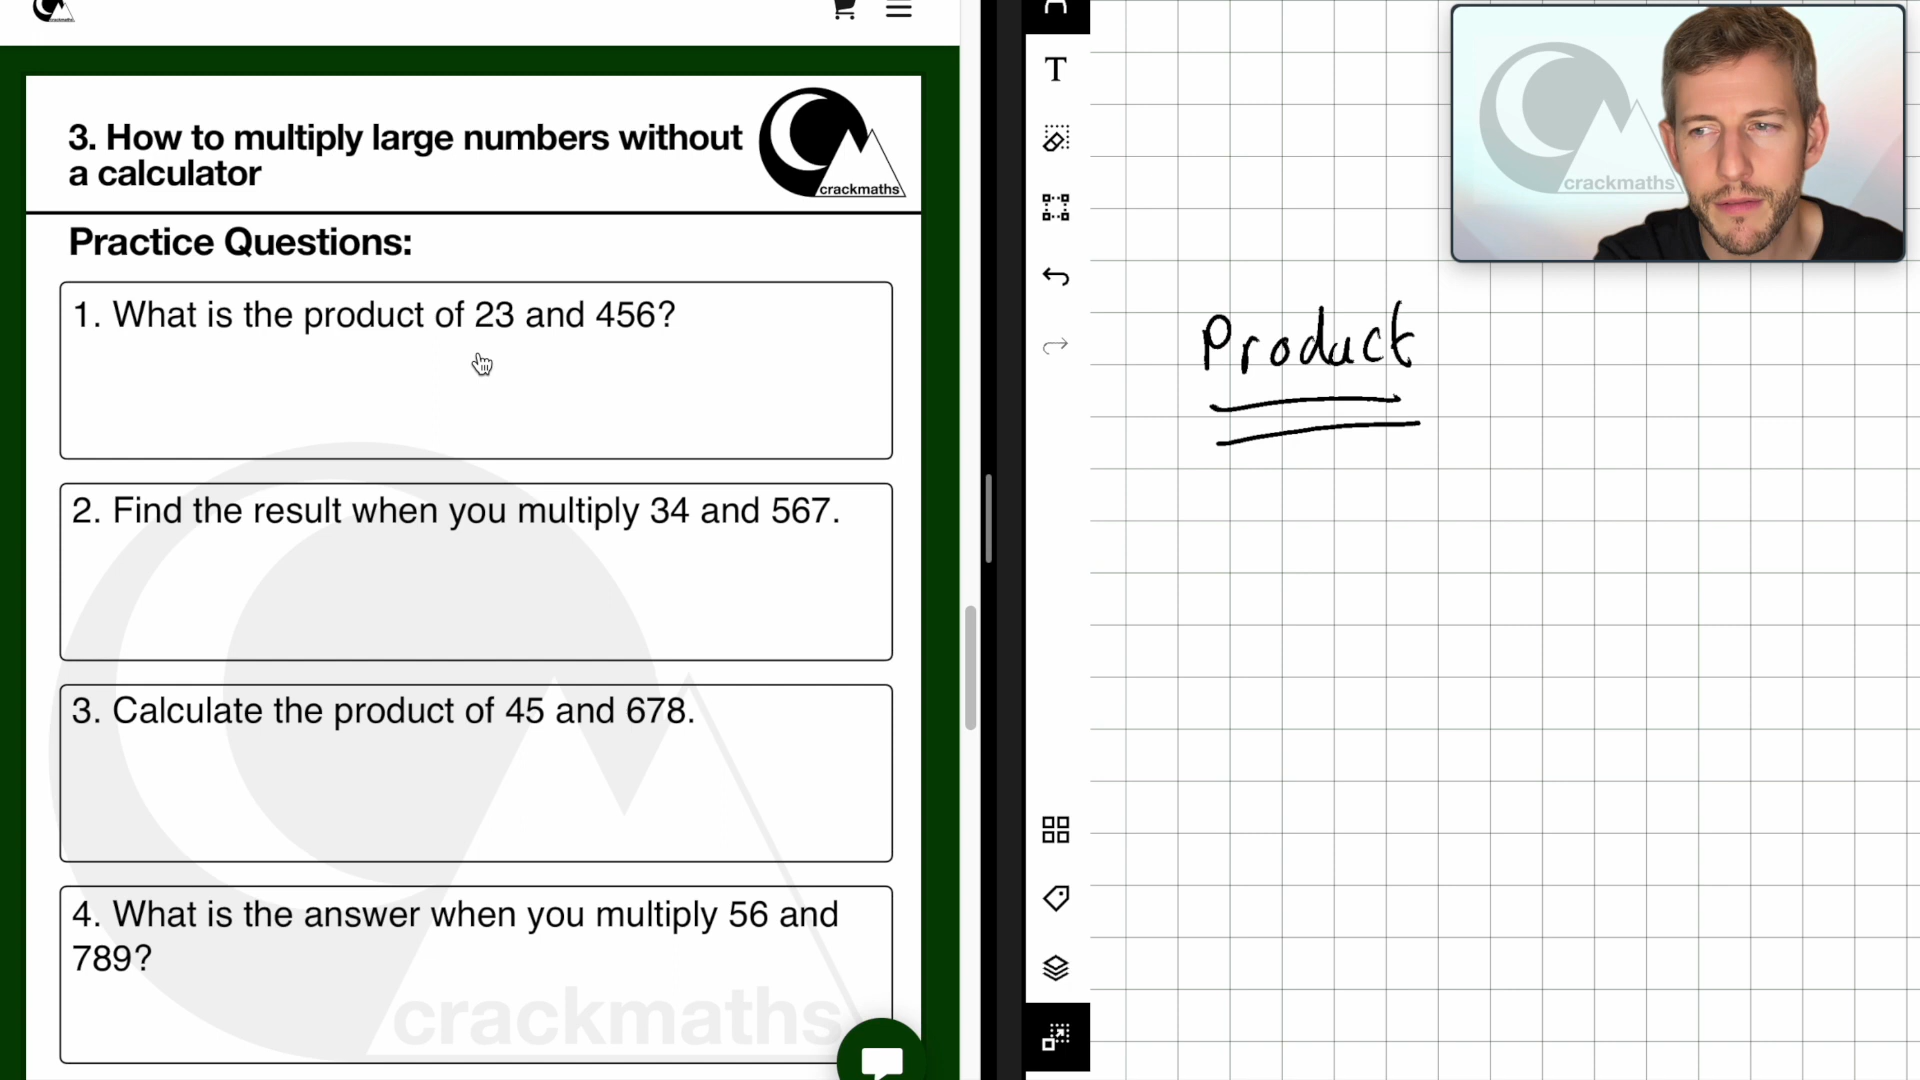 3. How to multiply large numbers without
a calculator
crackmaths
Practice Questions:
1. What is the product of 23 and 456?
2. Find the result when you multiply 34 and 567.
3. Calculate the product of 45 and 678.
4. What is the answer when you multiply 56 and
789?
crackmaths
T
crackmaths
Product